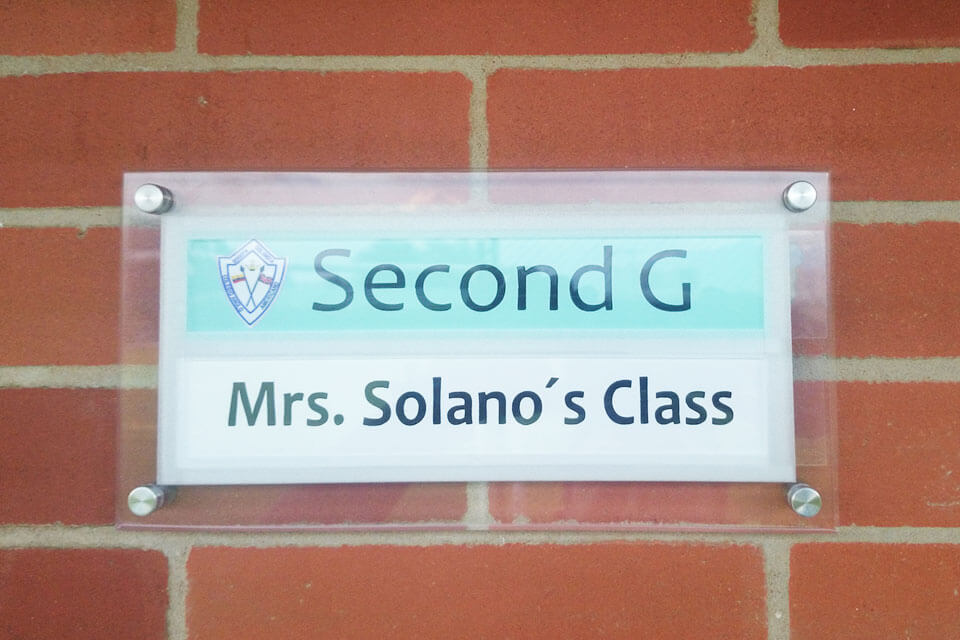 Second G
Mrs. Solano´s Class